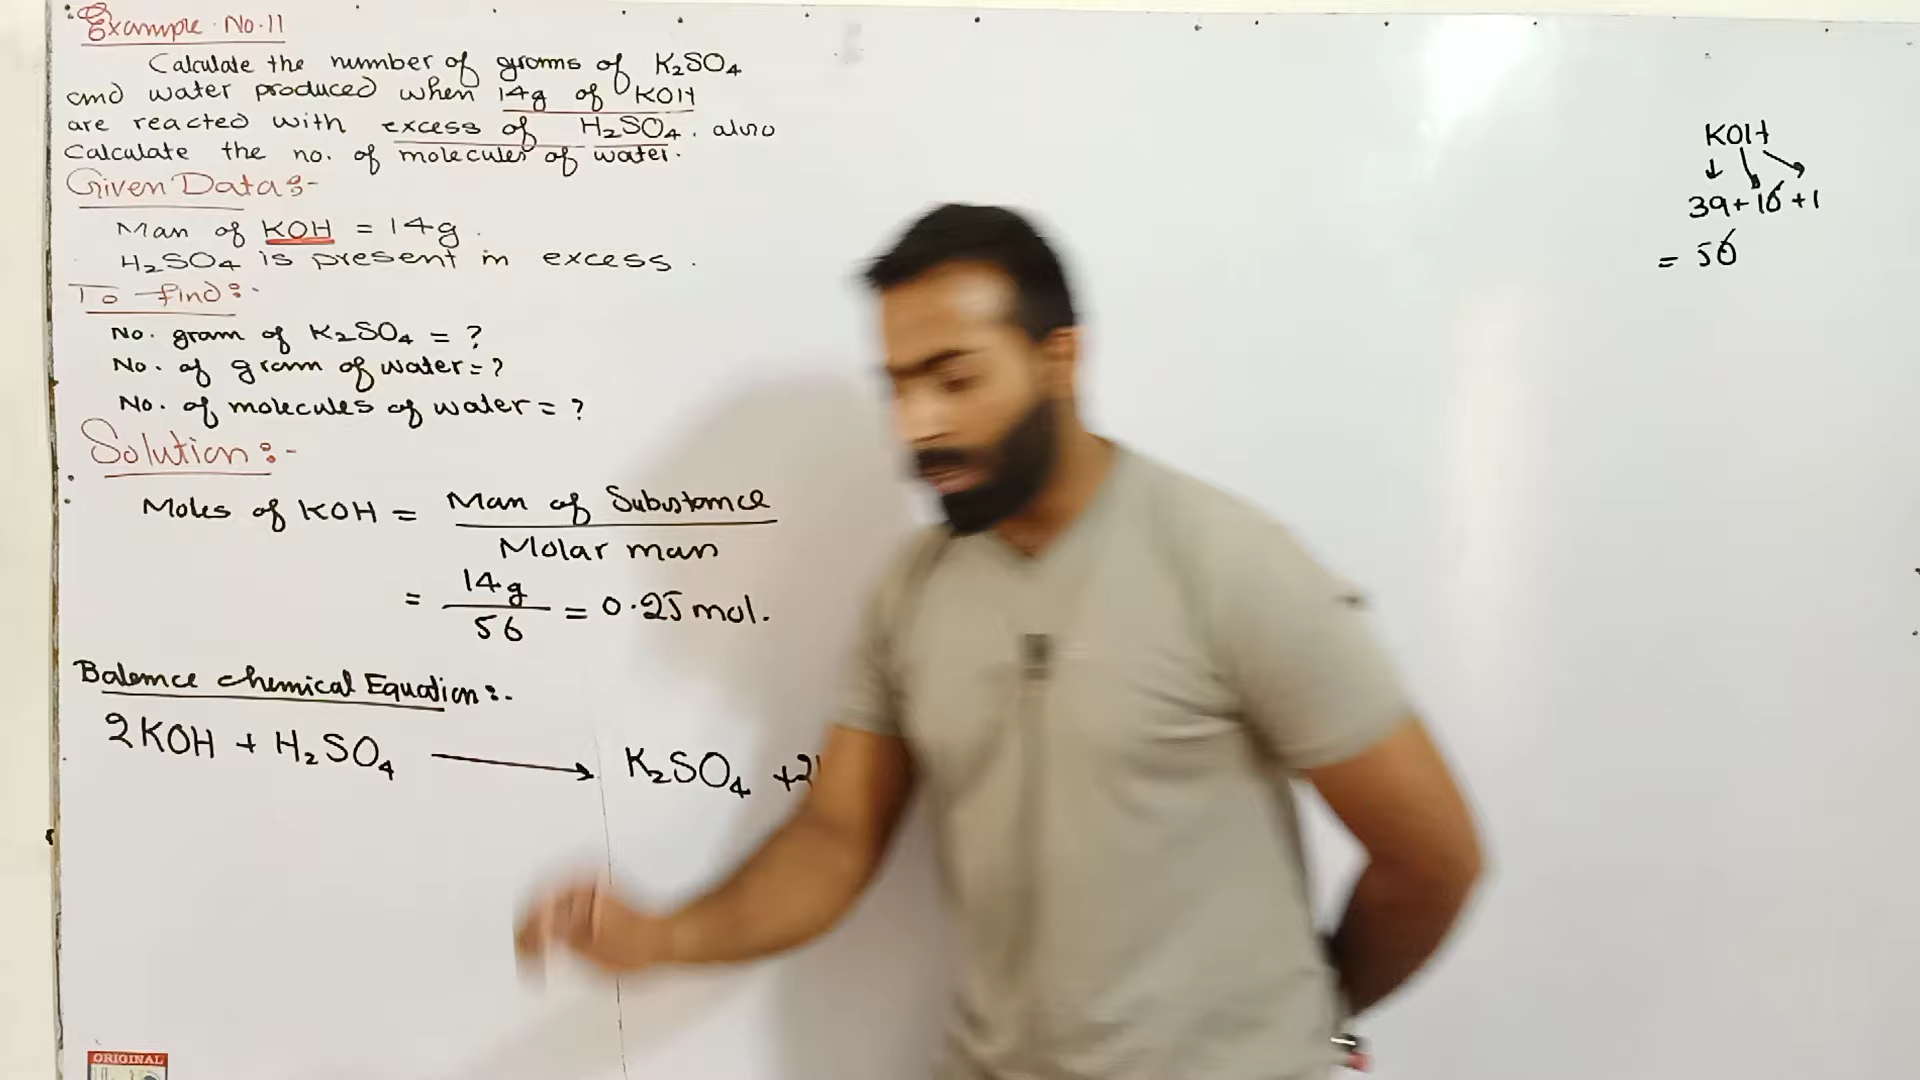 Example No.11
Calculate the number of grams of K₂SO₄
and water produced when 14g of KOH
are reacted with excess of H₂SO₄. also
Calculate the no. of molecules of water.
Given Data:-
Mass of KOH = 14g.
H₂SO₄ is present in excess.
To find:-
No. gram of K₂SO₄ = ?
No. of gram of water = ?
No. of molecules of water = ?
Solution:-
Moles of KOH = Mass of Substance
Molar mass
= 14g
56
= 0.25 mol.
Balance chemical Equation:-
2KOH + H₂SO₄ → K₂SO₄ + 2
KOH
39+16+1
= 56
ORIGINAL